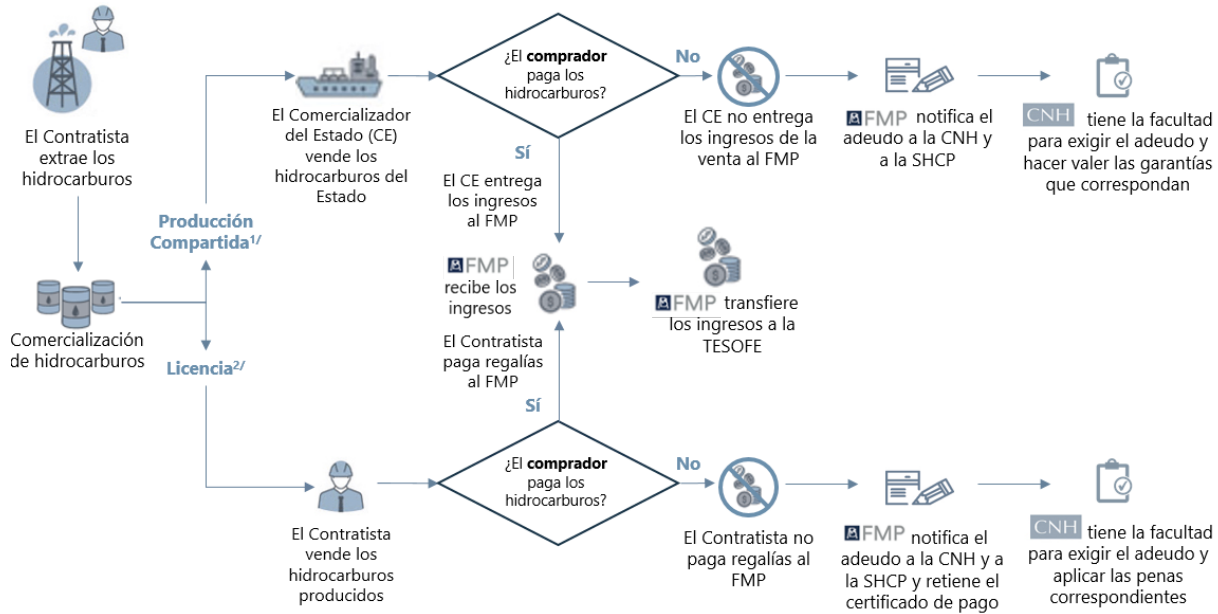 El Contratista
extrae los
hidrocarburos
Comercialización
de hidrocarburos
Producción
Compartida1/
Licencia2/
El Comercializador
del Estado (CE)
vende los
hidrocarburos del
Estado
¿El comprador
paga los
hidrocarburos?
No
El CE no entrega
los ingresos de la
venta al FMP
FMP notifica el
adeudo a la CNH y
a la SHCP
CNH tiene la facultad
para exigir el adeudo y
hacer valer las garantías
que correspondan
Sí
El CE entrega
los ingresos
al FMP
FMP
recibe los
ingresos
FMP transfiere
los ingresos a la
TESOFE
El Contratista
paga regalías
al FMP
Sí
El Contratista
vende los
hidrocarburos
producidos
¿El comprador
paga los
hidrocarburos?
No
El Contratista no
paga regalías al
FMP
FMP notifica el
adeudo a la CNH y a
la SHCP y retiene el
certificado de pago
CNH tiene la facultad
para exigir el adeudo y
aplicar las penas
correspondientes